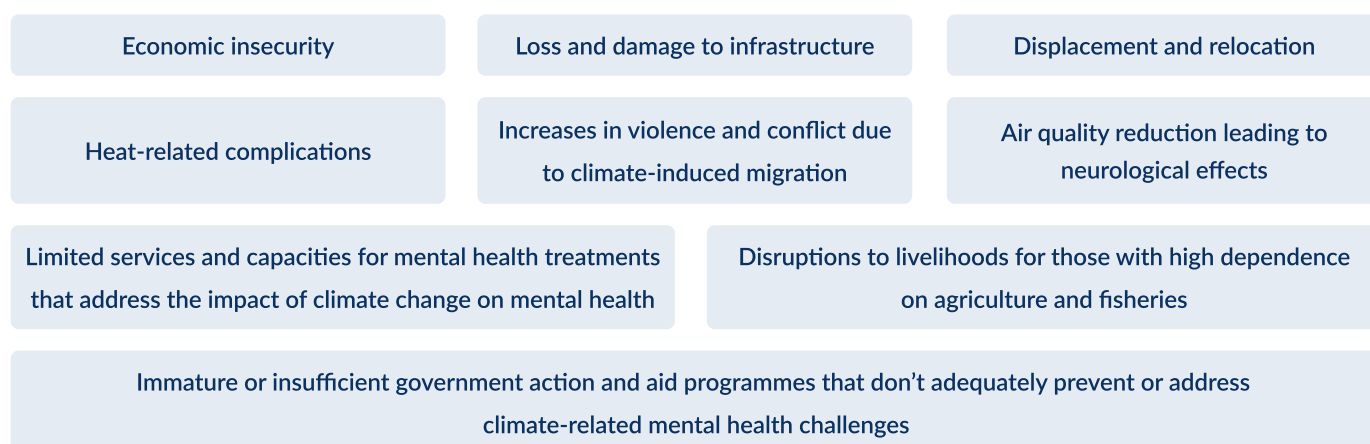 Economic insecurity
Loss and damage to infrastructure
Displacement and relocation
Heat-related complications
Increases in violence and conflict due
to climate-induced migration
Air quality reduction leading to
neurological effects
Limited services and capacities for mental health treatments
that address the impact of climate change on mental health
Disruptions to livelihoods for those with high dependence
on agriculture and fisheries
Immature or insufficient government action and aid programmes that don’t adequately prevent or address
climate-related mental health challenges